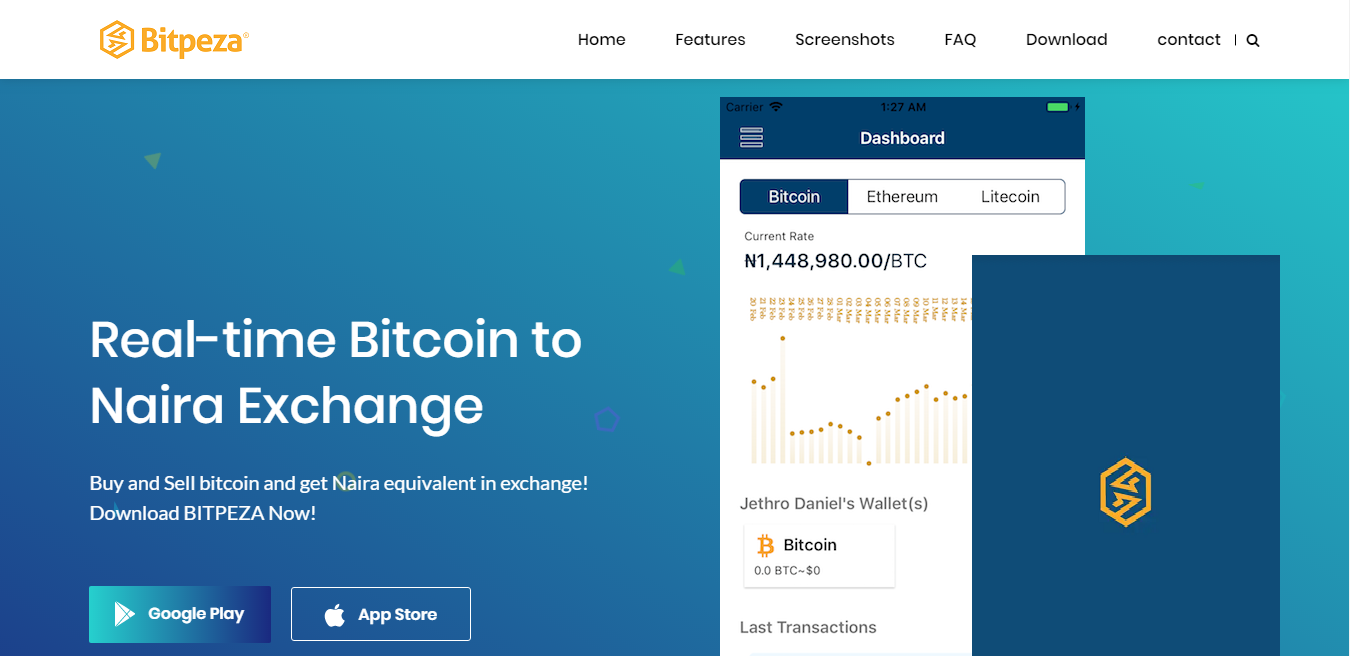 Bitpeza®
Home
Features
Screenshots
FAQ
Download
contact
Real-time Bitcoin to
Naira Exchange
Buy and Sell bitcoin and get Naira equivalent in exchange!
Download BITPEZA Now!
Google Play
App Store
Carrier
1:27 AM
Dashboard
Bitcoin
Ethereum
Litecoin
Current Rate
₦1,448,980.00/BTC
20 Feb
21 Feb
22 Feb
23 Feb
24 Feb
25 Feb
26 Feb
27 Feb
28 Feb
01 Mar
02 Mar
03 Mar
04 Mar
05 Mar
06 Mar
07 Mar
08 Mar
09 Mar
10 Mar
11 Mar
12 Mar
13 Mar
14 Mar
Jethro Daniel's Wallet(s)
Bitcoin
0.0 BTC~$0
Last Transactions